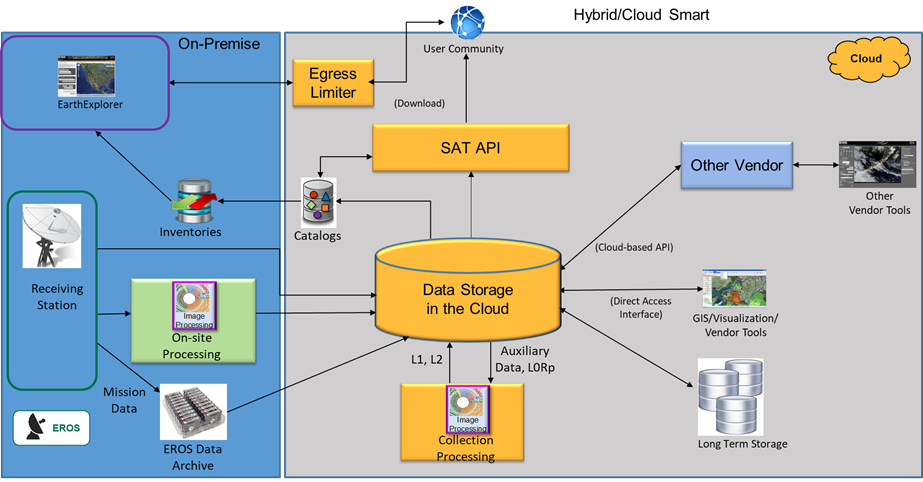 Hybrid/Cloud Smart
On-Premise
User Community
Cloud
EarthExplorer
Egress
Limiter
(Download)
SAT API
Other Vendor
Other
Vendor Tools
Inventories
Catalogs
(Cloud-based API)
Receiving
Station
Data Storage
in the Cloud
(Direct Access
Interface)
GIS/Visualization/
Vendor Tools
Image
Processing
On-site
Processing
L1, L2
Auxiliary
Data, L0Rp
Mission
Data
EROS
EROS Data
Archive
Image
Processing
Collection
Processing
Long Term Storage